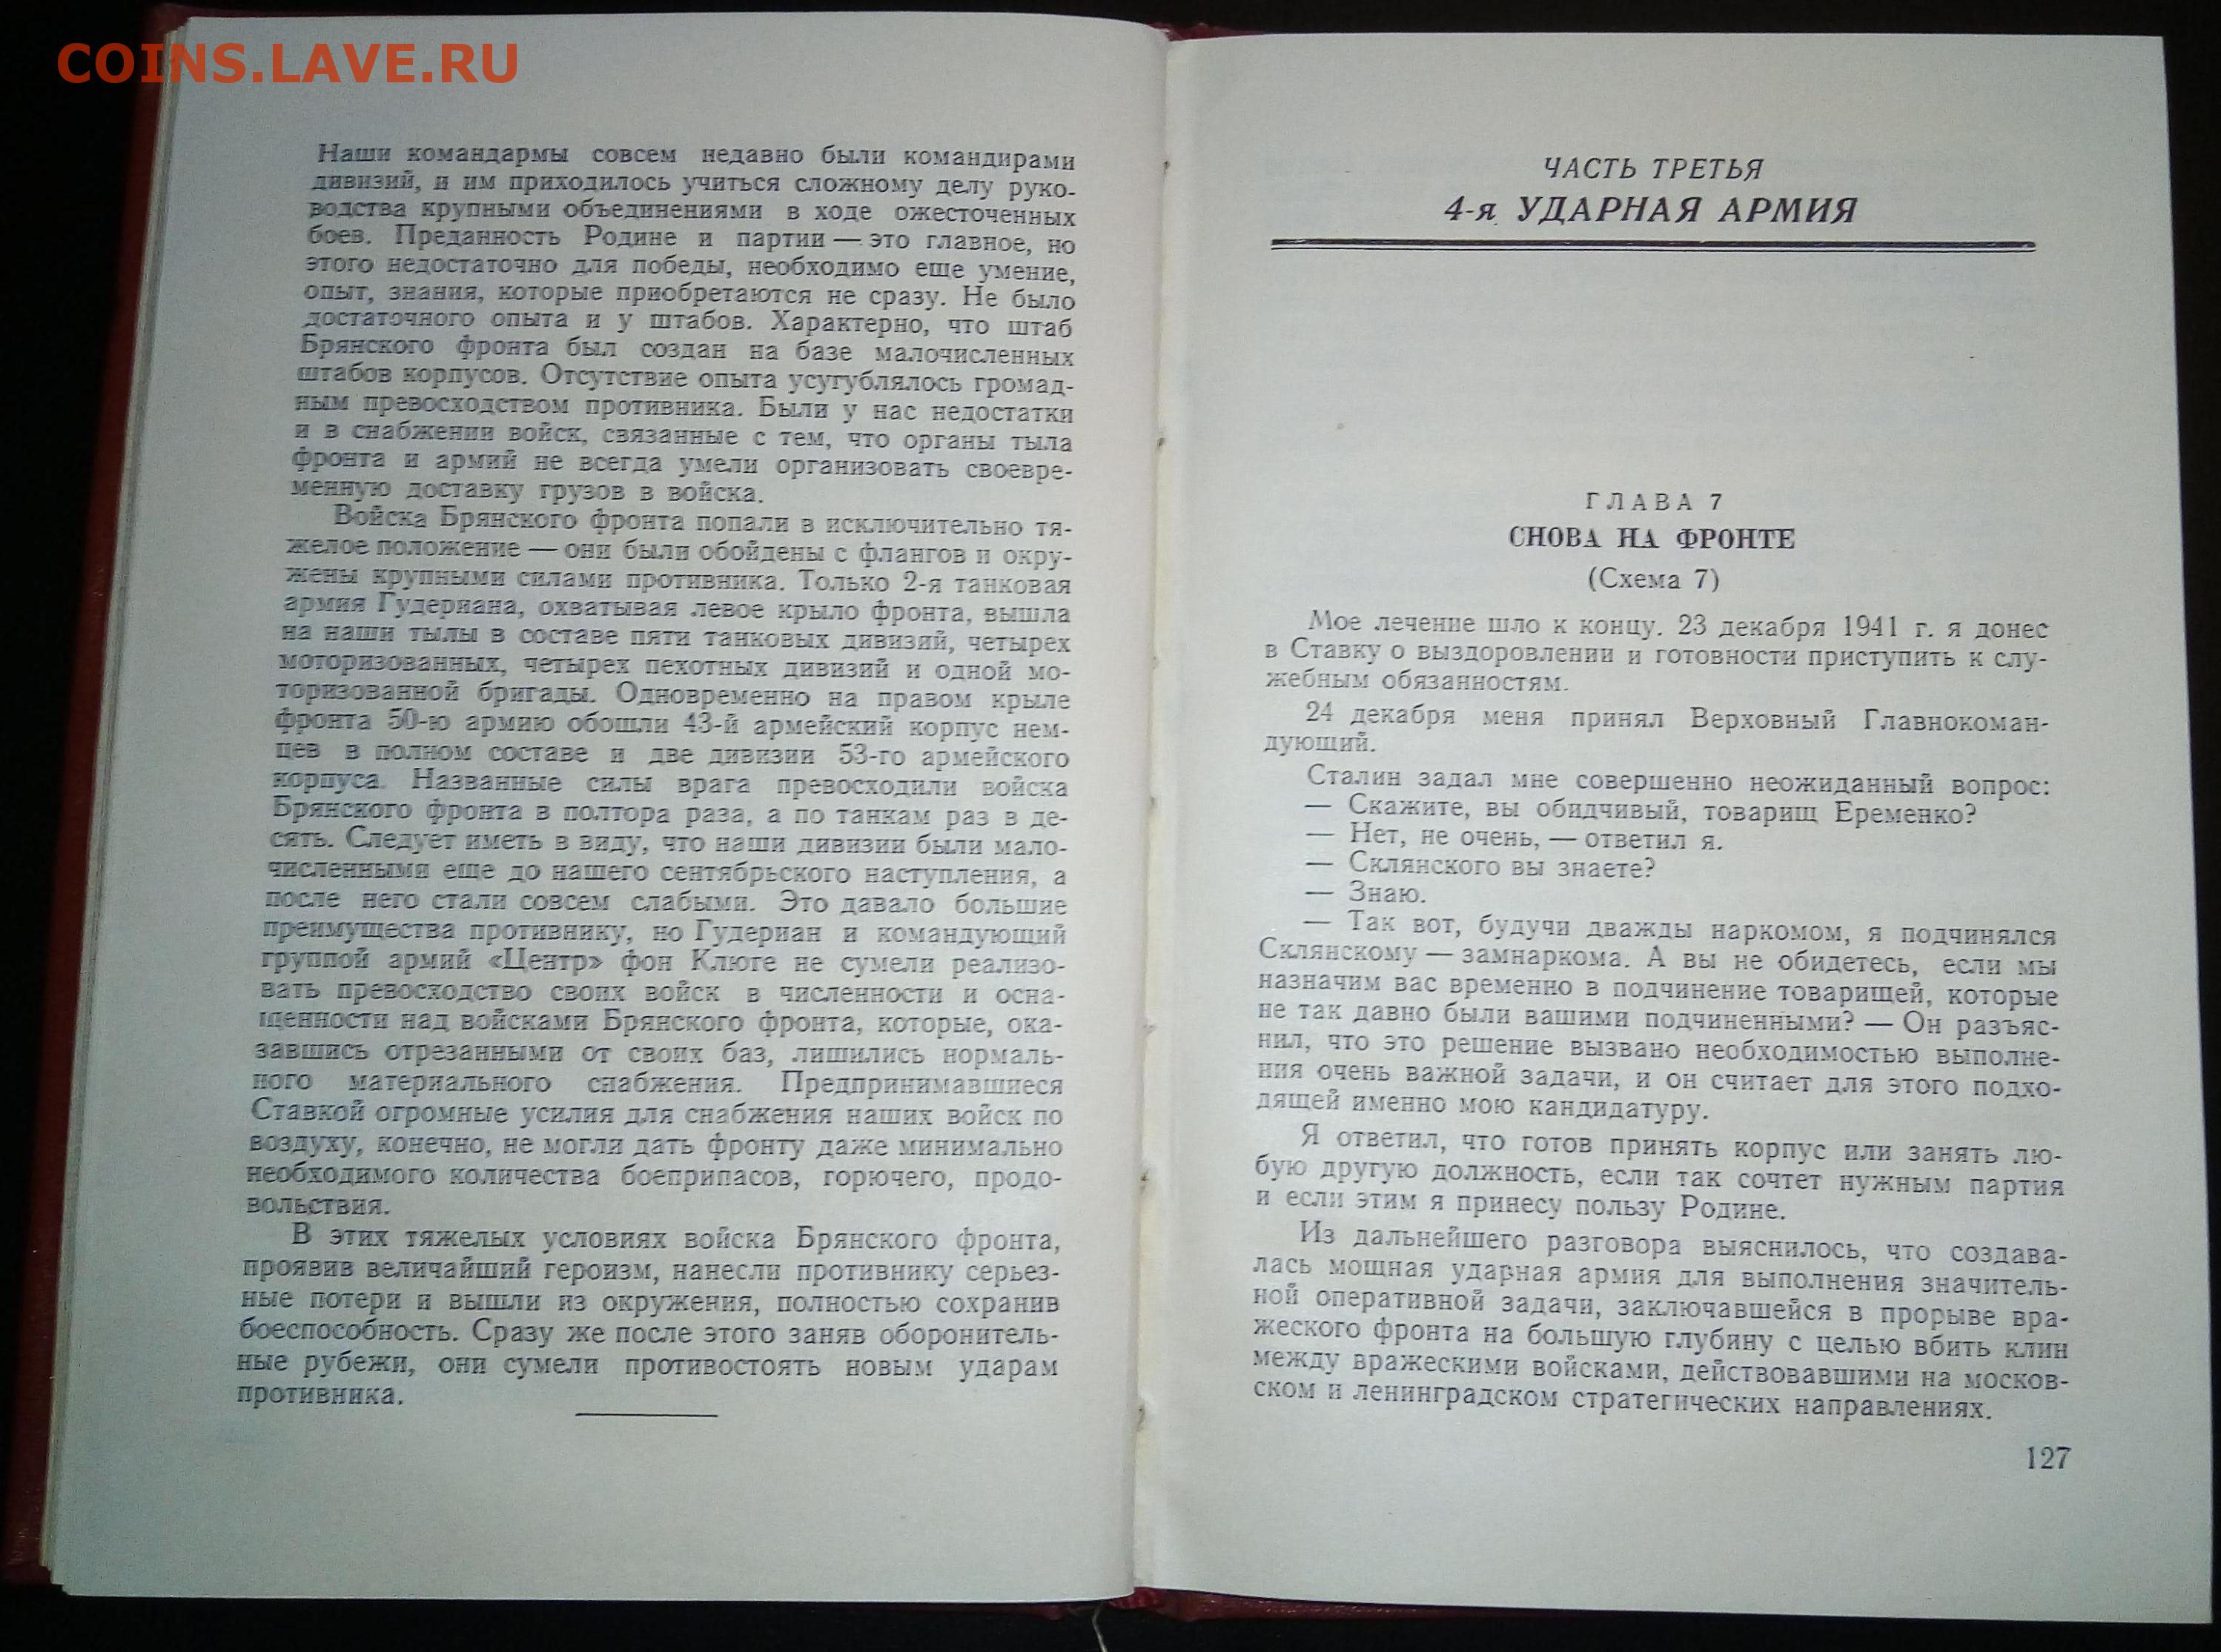 COINS.LAVE.RU
Наши командармы совсем недавно были командирами
дивизий, и им приходилось учиться сложному делу руко-
водства крупными объединениями в ходе ожесточенных
боев. Преданность Родине и партии — это главное, но
этого недостаточно для победы, необходимо еще умение,
опыт, знания, которые приобретаются не сразу. Не было
достаточного опыта и у штабов. Характерно, что штаб
Брянского фронта был создан на базе малочисленных
штабов корпусов. Отсутствие опыта усугублялось громад-
ным превосходством противника. Были у нас недостатки
и в снабжении войск, связанные с тем, что органы тыла
фронта и армий не всегда умели организовать своевре-
менную доставку грузов в войска.
Войска Брянского фронта попали в исключительно тя-
желое положение — они были обойдены с флангов и окру-
жены крупными силами противника. Только 2-я танковая
армия Гудериана, охватывая левое крыло фронта, вышла
на наши тылы в составе пяти танковых дивизий, четырех
моторизованных, четырех пехотных дивизий и одной мо-
торизованной бригады. Одновременно на правом крыле
фронта 50-ю армию обошли 43-й армейский корпус нем-
цев в полном составе и две дивизии 53-го армейского
корпуса. Названные силы врага превосходили войска
Брянского фронта в полтора раза, а по танкам раз в де-
сять. Следует иметь в виду, что наши дивизии были мало-
численными еще до нашего сентябрьского наступления, а
после него стали совсем слабыми. Это давало большие
преимущества противнику, но Гудериан и командующий
группой армий «Центр» фон Клюге не сумели реализо-
вать превосходство своих войск в численности и осна-
щенности над войсками Брянского фронта, которые, ока-
завшись отрезанными от своих баз, лишились нормаль-
ного материального снабжения. Предпринимавшиеся
Ставкой огромные усилия для снабжения наших войск по
воздуху, конечно, не могли дать фронту даже минимально
необходимого количества боеприпасов, горючего, продо-
вольствия.
В этих тяжелых условиях войска Брянского фронта,
проявив величайший героизм, нанесли противнику серьез-
ные потери и вышли из окружения, полностью сохранив
боеспособность. Сразу же после этого заняв оборонитель-
ные рубежи, они сумели противостоять новым ударам
противника.
ЧАСТЬ ТРЕТЬЯ
4-я УДАРНАЯ АРМИЯ
ГЛАВА 7
СНОВА НА ФРОНТЕ
(Схема 7)
Мое лечение шло к концу. 23 декабря 1941 г. я донес
в Ставку о выздоровлении и готовности приступить к слу-
жебным обязанностям.
24 декабря меня принял Верховный Главнокоман-
дующий.
Сталин задал мне совершенно неожиданный вопрос:
— Скажите, вы обидчивый, товарищ Еременко?
— Нет, не очень, — ответил я.
— Склянского вы знаете?
— Знаю.
— Так вот, будучи дважды наркомом, я подчинялся
Склянскому — замнаркома. А вы не обидетесь, если мы
назначим вас временно в подчинение товарищей, которые
не так давно были вашими подчиненными? — Он разъяс-
нил, что это решение вызвано необходимостью выполне-
ния очень важной задачи, и он считает для этого подхо-
дящей именно мою кандидатуру.
Я ответил, что готов принять корпус или занять лю-
бую другую должность, если так сочтет нужным партия
и если этим я принесу пользу Родине.
Из дальнейшего разговора выяснилось, что создава-
лась мощная ударная армия для выполнения значитель-
ной оперативной задачи, заключавшейся в прорыве вра-
жеского фронта на большую глубину с целью вбить клин
между вражескими войсками, действовавшими на москов-
ском и ленинградском стратегических направлениях.
127